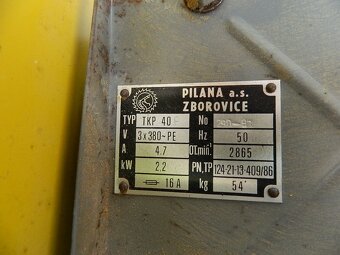 PILANA a.s.
ZBOROVICE
TYP TKP 40 No
V 3x380~PE Hz 50
A 4.7 OT.min¹ 2865
kW 2.2 PN,TP 124-21-13-409/86
16 A kg 54